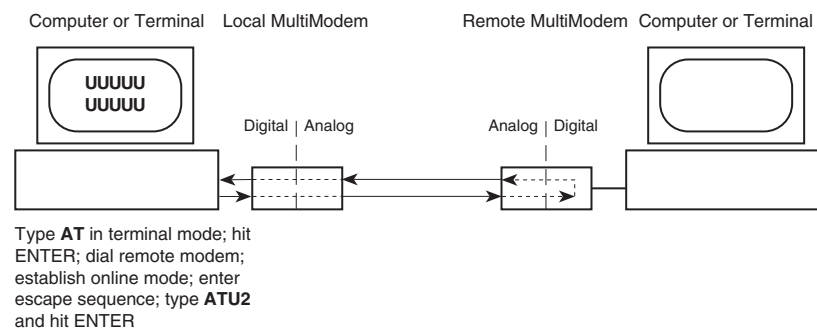 Computer or Terminal Local MultiModem Remote MultiModem Computer or Terminal
UUUUU
UUUUU
Digital Analog Analog Digital
Type AT in terminal mode; hit
ENTER; dial remote modem;
establish online mode; enter
escape sequence; type ATU2
and hit ENTER